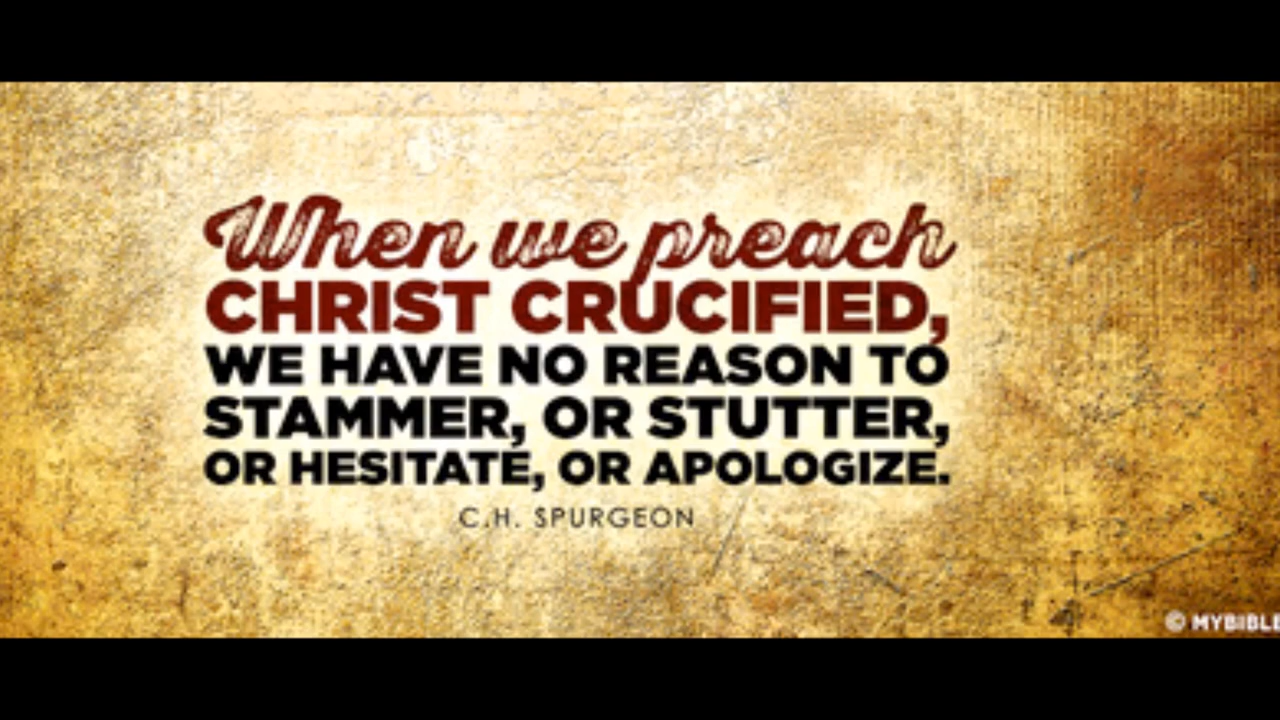 When we preach
CHRIST CRUCIFIED,
WE HAVE NO REASON TO
STAMMER, OR STUTTER,
OR HESITATE, OR APOLOGIZE.
C.H. SPURGEON
© MYBIBLE